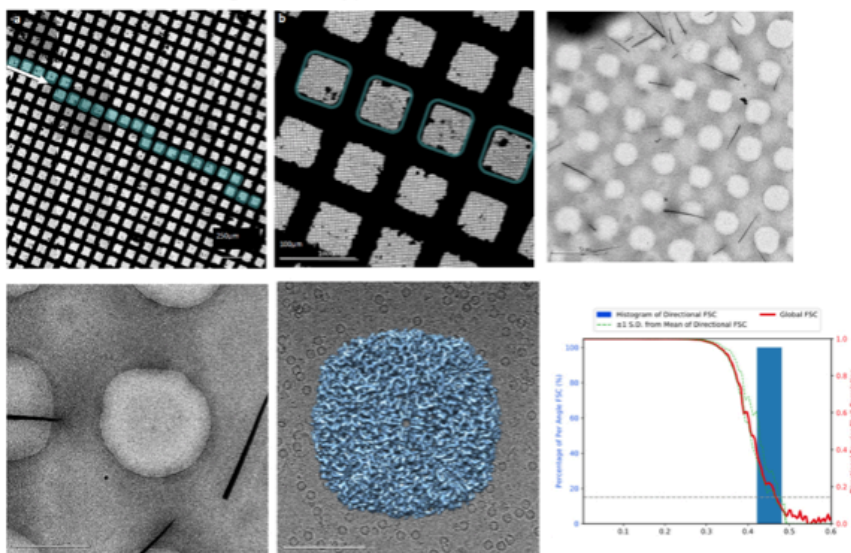 a
250µm
b
100µm
Histogram of Directional FSC
Global FSC
±1 S.D. from Mean of Directional FSC
Percentage of Per Angle FSC (%)
100
80
60
40
20
0
0.1
0.2
0.3
0.4
0.5
0.6
1.0
0.8
0.6
0.4
0.2
0.0